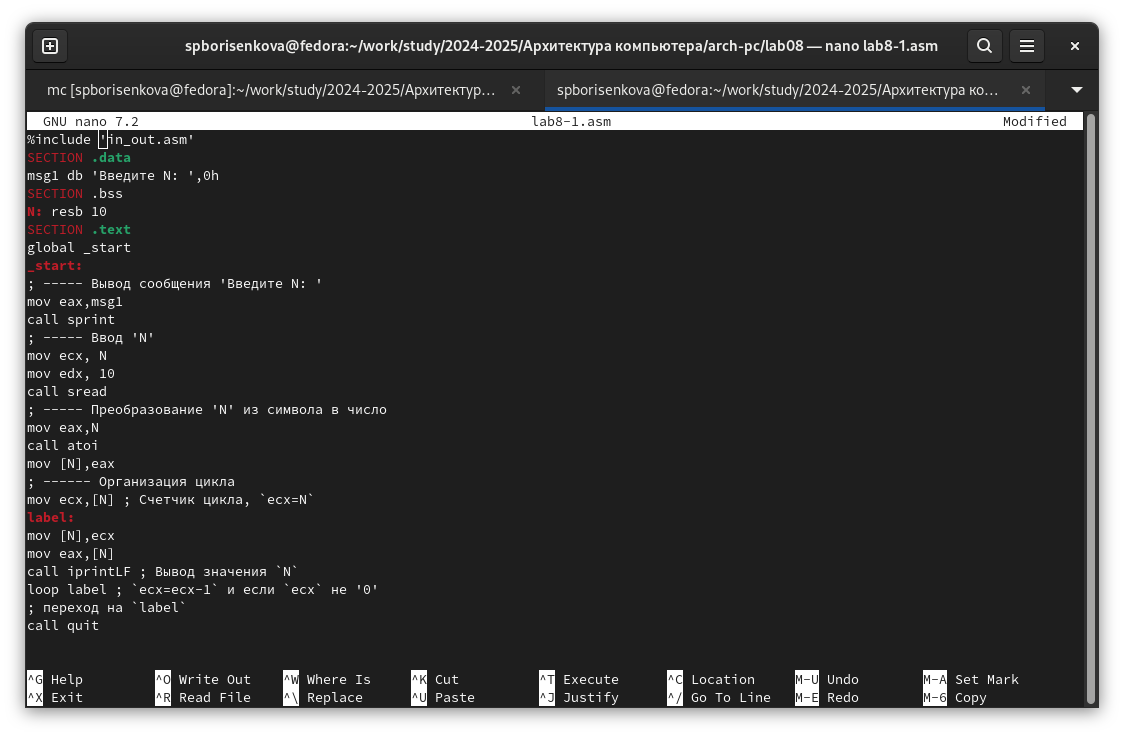 spborisenkova@fedora:~/work/study/2024-2025/Архитектура компьютера/arch-pc/lab08 — nano lab8-1.asm
mc [spborisenkova@fedora]:~/work/study/2024-2025/Архитектур... spborisenkova@fedora:~/work/study/2024-2025/Архитектура ко...
GNU nano 7.2 lab8-1.asm Modified
%include 'in_out.asm'
SECTION .data
msg1 db 'Введите N: ',0h
SECTION .bss
N: resb 10
SECTION .text
global _start
_start:
; ----- Вывод сообщения 'Введите N: '
mov eax,msg1
call sprint
; ----- Ввод 'N'
mov ecx, N
mov edx, 10
call sread
; ----- Преобразование 'N' из символа в число
mov eax,N
call atoi
mov [N],eax
; ------ Организация цикла
mov ecx,[N] ; Счетчик цикла, `ecx=N`
label:
mov [N],ecx
mov eax,[N]
call iprintLF ; Вывод значения `N`
loop label ; `ecx=ecx-1` и если `ecx` не '0'
; переход на `label`
call quit
^G Help ^O Write Out ^W Where Is ^K Cut ^T Execute ^C Location M-U Undo M-A Set Mark
^X Exit ^R Read File ^\ Replace ^U Paste ^J Justify ^/ Go To Line M-E Redo M-6 Copy